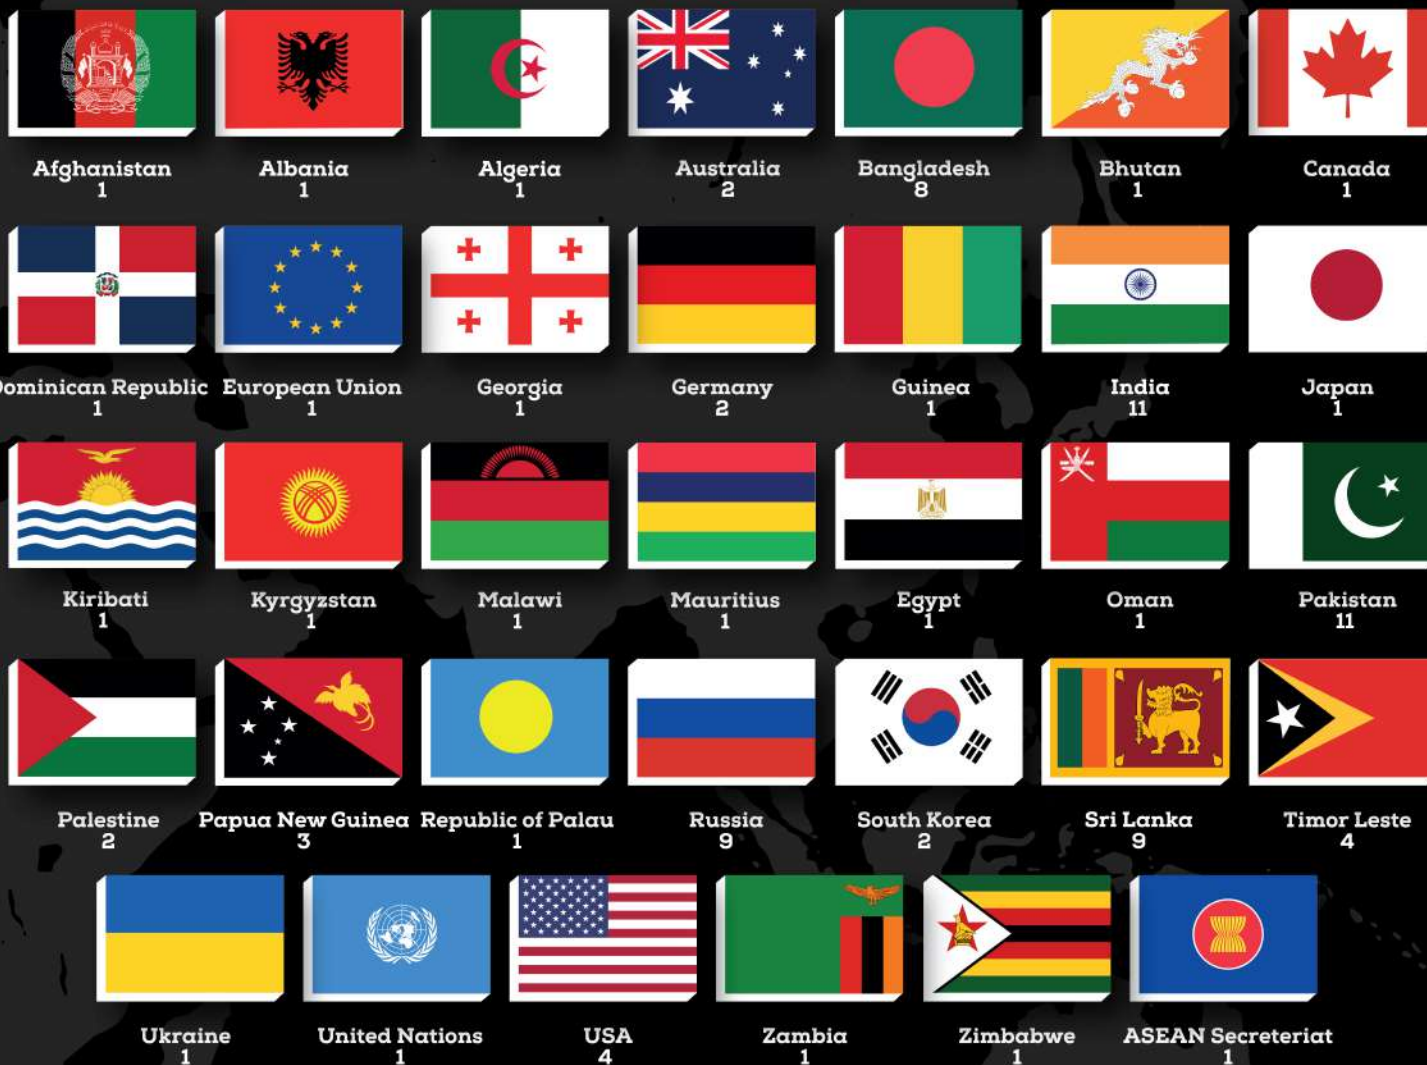 Afghanistan Albania Algeria Australia Bangladesh Bhutan Canada
1 1 1 2 8 1 1
Dominican Republic European Union Georgia Germany Guinea India Japan
1 1 1 2 1 11 1
Kiribati Kyrgyzstan Malawi Mauritius Egypt Oman Pakistan
1 1 1 1 1 1 11
Palestine Papua New Guinea Republic of Palau Russia South Korea Sri Lanka Timor Leste
2 3 1 9 2 9 4
Ukraine United Nations USA Zambia Zimbabwe ASEAN Secreteriat
1 1 4 1 1 1